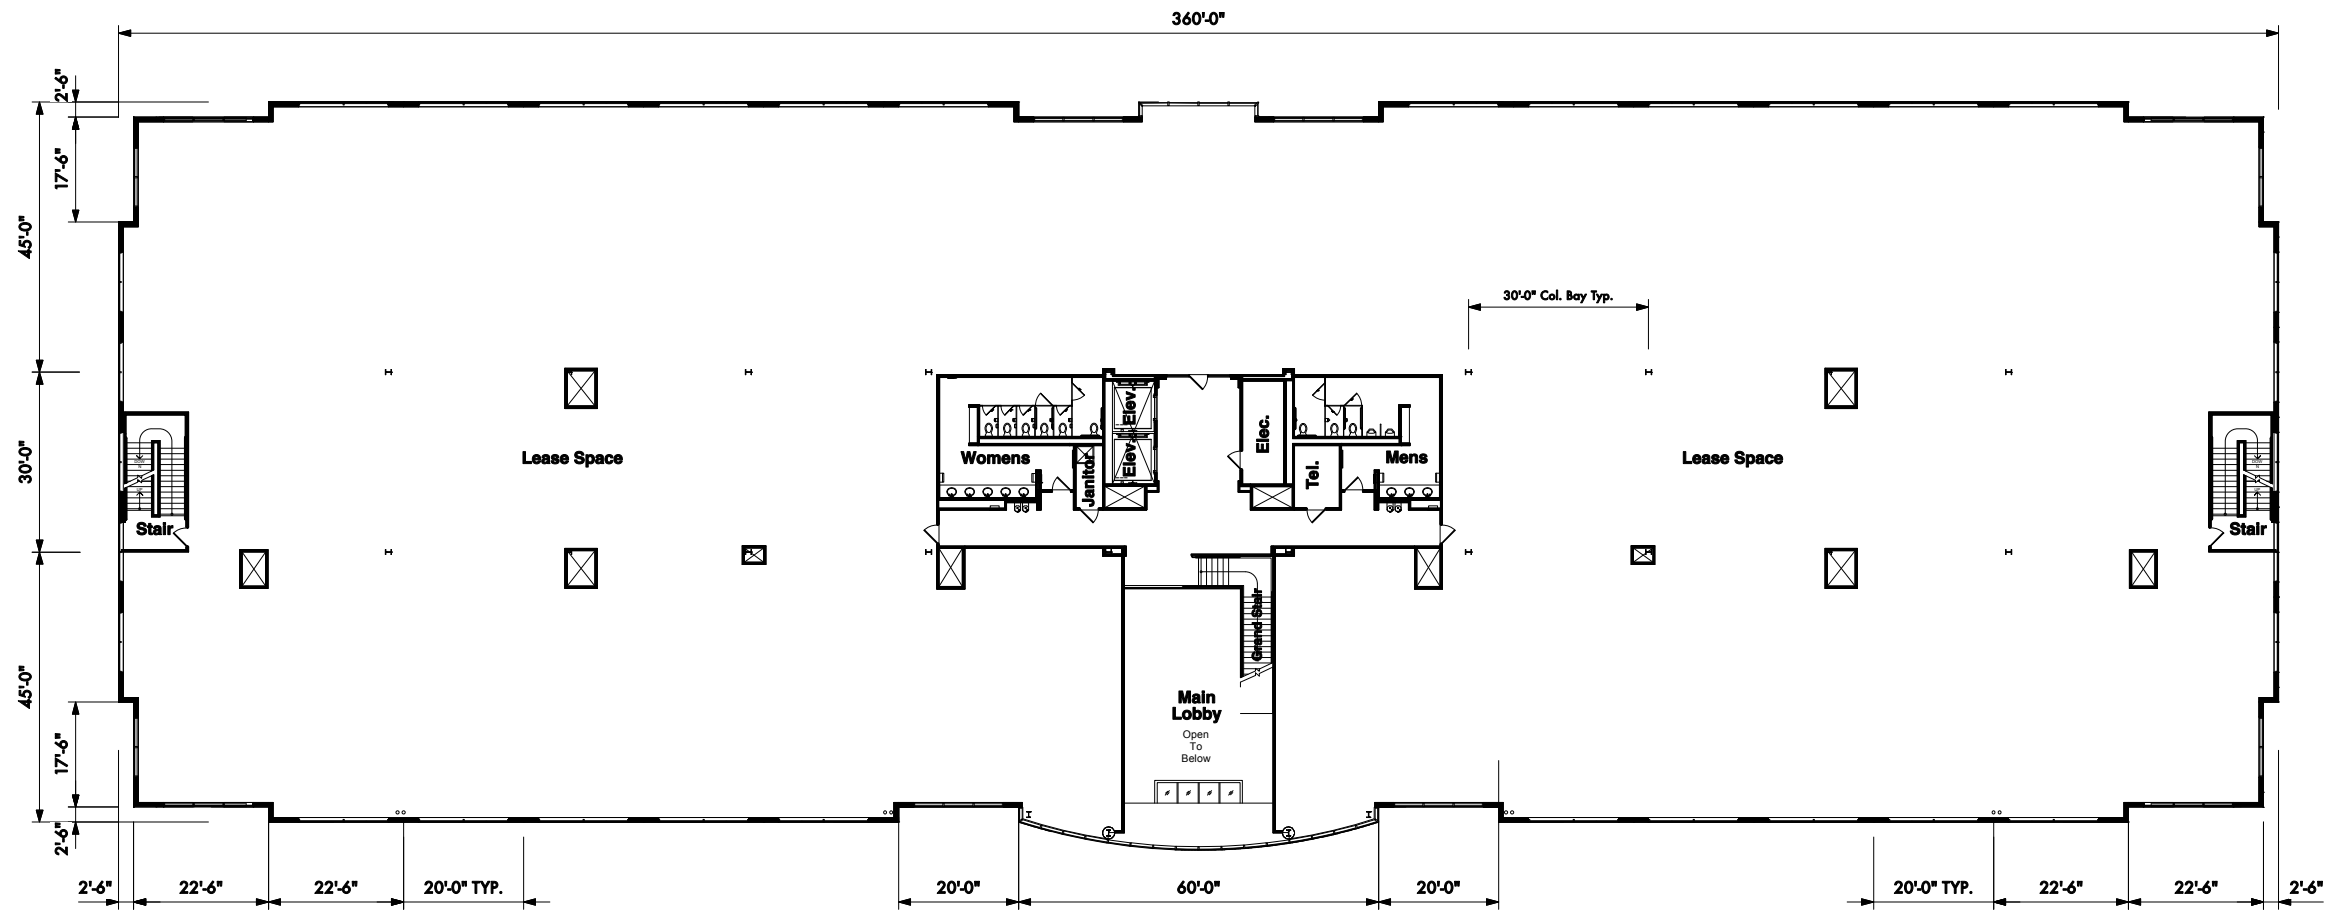 360'-0"
2'-6"
17'-6"
45'-0"
30'-0" Col. Bay Typ.
Elev.
Elev.
Elec.
30'-0"
Lease Space
Womens
Janitor
Tel.
Mens
Lease Space
Stair
Stair
UP
UP
Grand Stair
45'-0"
Main
Lobby
Open
To
Below
17'-6"
2'-6"
2'-6"
22'-6"
22'-6"
20'-0" TYP.
20'-0"
60'-0"
20'-0"
20'-0" TYP.
22'-6"
22'-6"
2'-6"